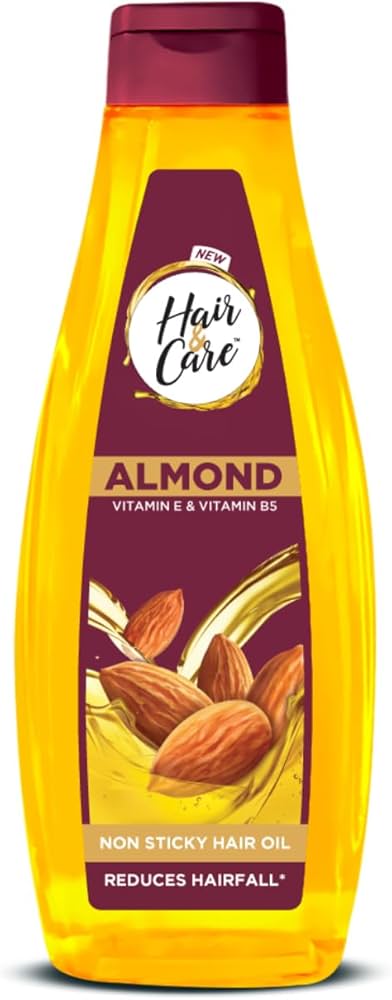 NEW
Hair
&
Care™
ALMOND
VITAMIN E & VITAMIN B5
NON STICKY HAIR OIL
REDUCES HAIRFALL*